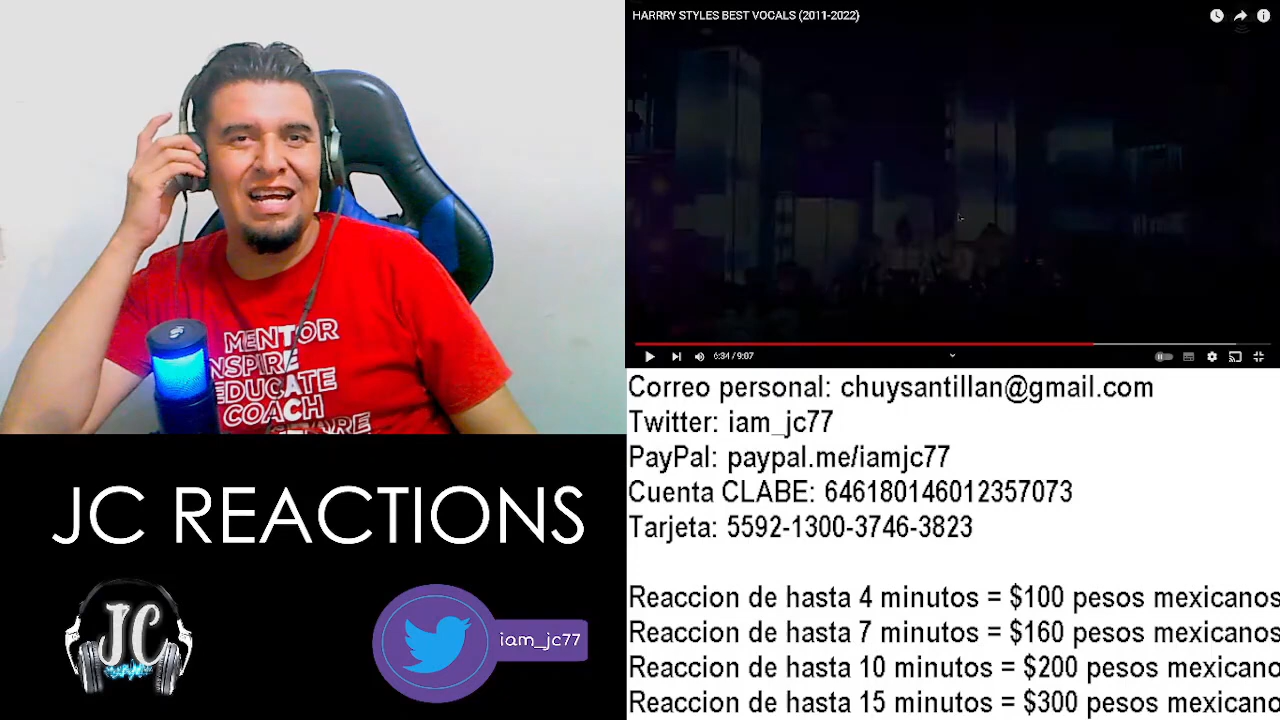 HARRRY STYLES BEST VOCALS (2011-2022)
MENTOR
INSPIRE
EDUCATE
COACH
6:34 / 9:07
Correo personal: chuysantillan@gmail.com
Twitter: iam_jc77
PayPal: paypal.me/iamjc77
Cuenta CLABE: 646180146012357073
Tarjeta: 5592-1300-3746-3823
Reaccion de hasta 4 minutos = $100 pesos mexicanos
Reaccion de hasta 7 minutos = $160 pesos mexicanos
Reaccion de hasta 10 minutos = $200 pesos mexicano
Reaccion de hasta 15 minutos = $300 pesos mexicano
JC REACTIONS
JC
iam_jc77